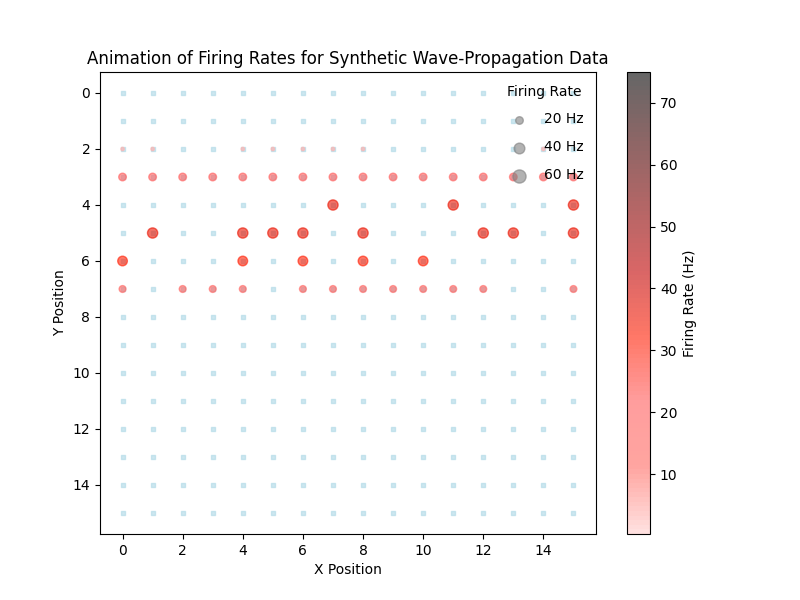 Animation of Firing Rates for Synthetic Wave-Propagation Data
Firing Rate
20 Hz
40 Hz
60 Hz
0
2
4
6
8
10
12
14
Y Position
0 2 4 6 8 10 12 14
X Position
70
60
50
40
30
20
10
Firing Rate (Hz)